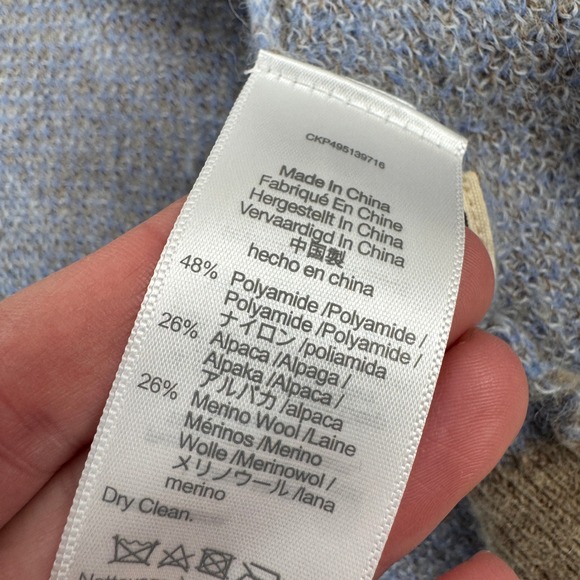 CKP495139716
Made In China
Fabriqué En Chine
Hergestellt In China
Vervaardigd In China
中国製
hecho en china
48% Polyamide /Polyamide/
Polyamide /Polyamide /
ナイロン /poliamida
26% Alpaca /Alpaga /
Alpaka /Alpaca /
アルパカ /alpaca
26% Merino Wool /Laine
Mérinos /Merino
Wolle /Merinowol /
メリノウール /lana
merino
Dry Clean.